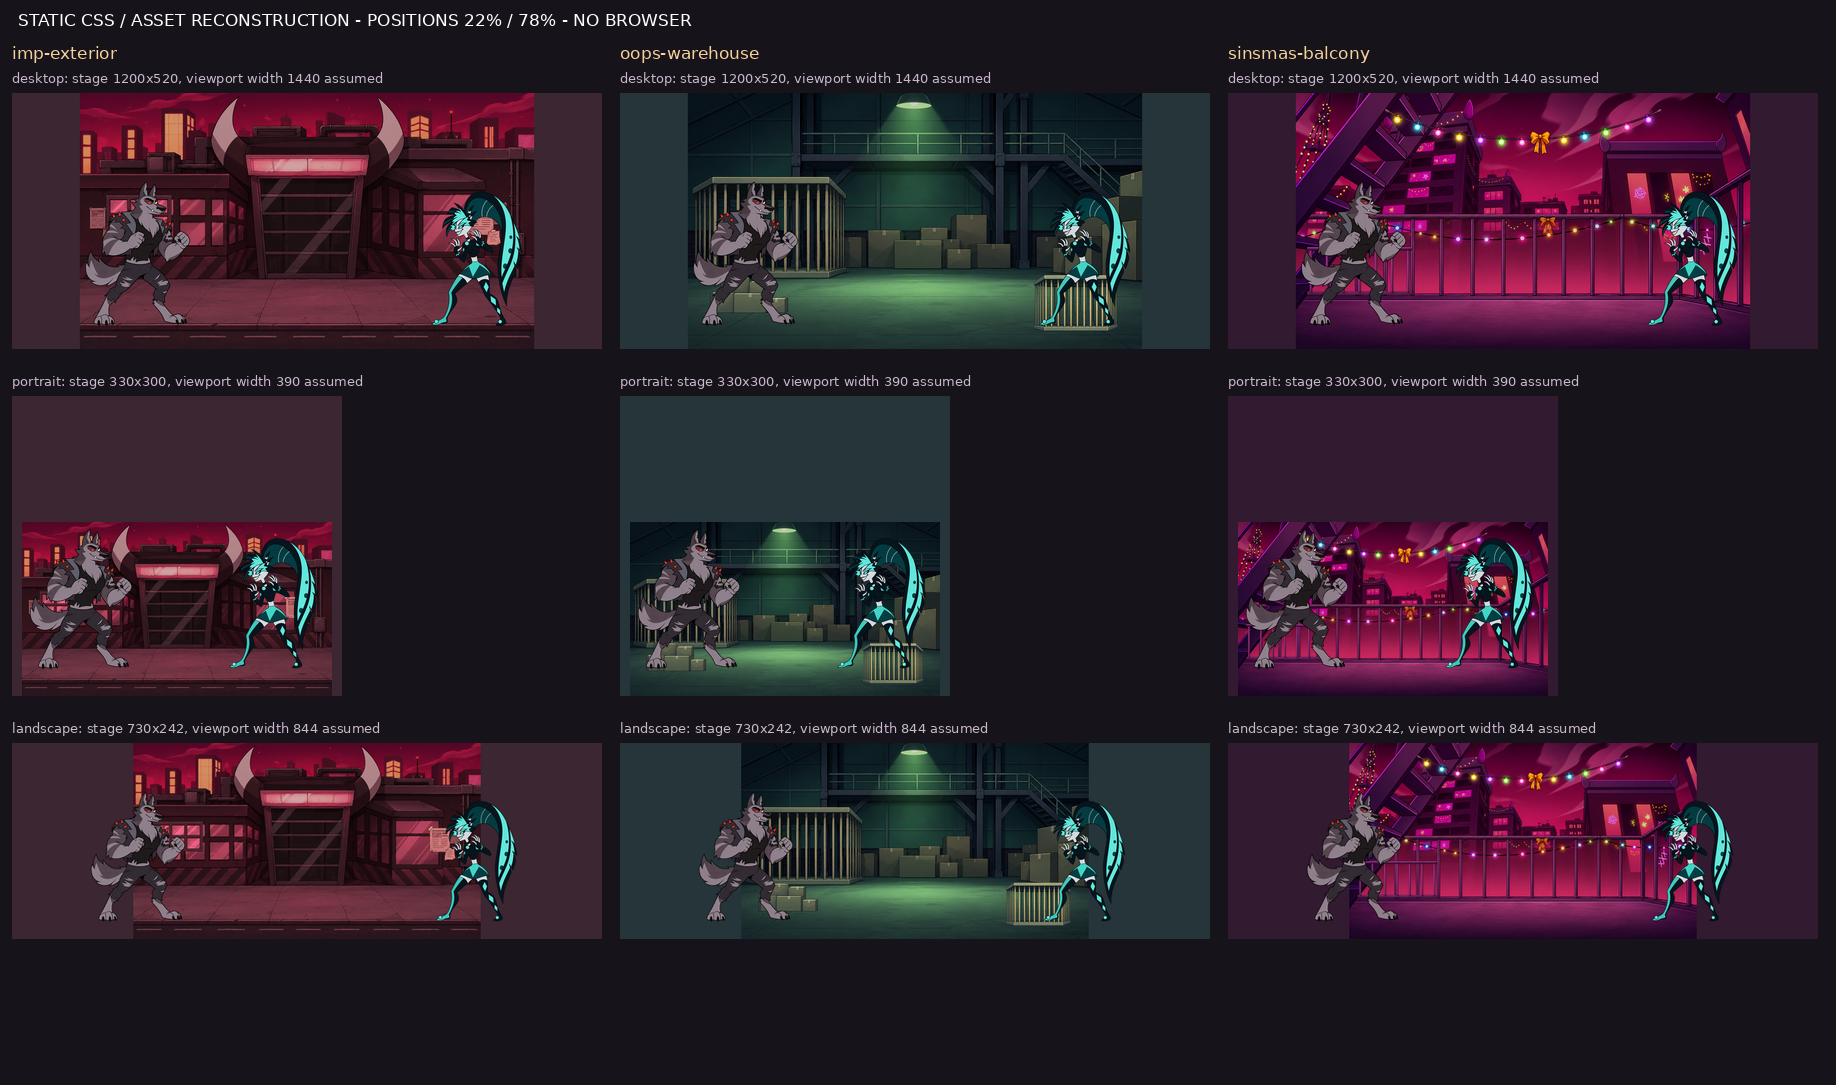 STATIC CSS / ASSET RECONSTRUCTION - POSITIONS 22% / 78% - NO BROWSER
imp-exterior
oops-warehouse
sinsmas-balcony
desktop: stage 1200x520, viewport width 1440 assumed
desktop: stage 1200x520, viewport width 1440 assumed
desktop: stage 1200x520, viewport width 1440 assumed
portrait: stage 330x300, viewport width 390 assumed
portrait: stage 330x300, viewport width 390 assumed
portrait: stage 330x300, viewport width 390 assumed
landscape: stage 730x242, viewport width 844 assumed
landscape: stage 730x242, viewport width 844 assumed
landscape: stage 730x242, viewport width 844 assumed